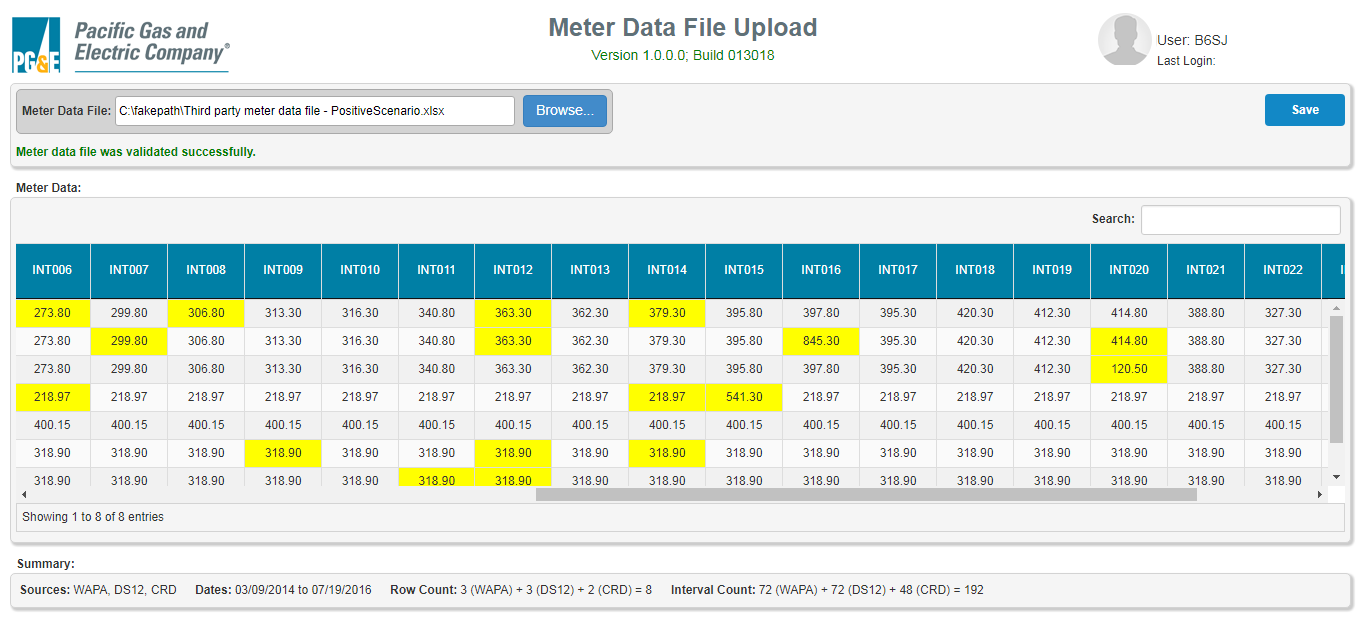 PG&E
Pacific Gas and
Electric Company®
Meter Data File Upload
Version 1.0.0.0; Build 013018
User: B6SJ
Last Login:
Meter Data File: C:\fakepath\Third party meter data file - PositiveScenario.xlsx Browse... Save
Meter data file was validated successfully.
Meter Data:
Search:
INT006 INT007 INT008 INT009 INT010 INT011 INT012 INT013 INT014 INT015 INT016 INT017 INT018 INT019 INT020 INT021 INT022
273.80 299.80 306.80 313.30 316.30 340.80 363.30 362.30 379.30 395.80 397.80 395.30 420.30 412.30 414.80 388.80 327.30
273.80 299.80 306.80 313.30 316.30 340.80 363.30 362.30 379.30 395.80 845.30 395.30 420.30 412.30 414.80 388.80 327.30
273.80 299.80 306.80 313.30 316.30 340.80 363.30 362.30 379.30 395.80 397.80 395.30 420.30 412.30 120.50 388.80 327.30
218.97 218.97 218.97 218.97 218.97 218.97 218.97 218.97 218.97 541.30 218.97 218.97 218.97 218.97 218.97 218.97 218.97
400.15 400.15 400.15 400.15 400.15 400.15 400.15 400.15 400.15 400.15 400.15 400.15 400.15 400.15 400.15 400.15 400.15
318.90 318.90 318.90 318.90 318.90 318.90 318.90 318.90 318.90 318.90 318.90 318.90 318.90 318.90 318.90 318.90 318.90
318.90 318.90 318.90 318.90 318.90 318.90 318.90 318.90 318.90 318.90 318.90 318.90 318.90 318.90 318.90 318.90 318.90
Showing 1 to 8 of 8 entries
Summary:
Sources: WAPA, DS12, CRD Dates: 03/09/2014 to 07/19/2016 Row Count: 3 (WAPA) + 3 (DS12) + 2 (CRD) = 8 Interval Count: 72 (WAPA) + 72 (DS12) + 48 (CRD) = 192